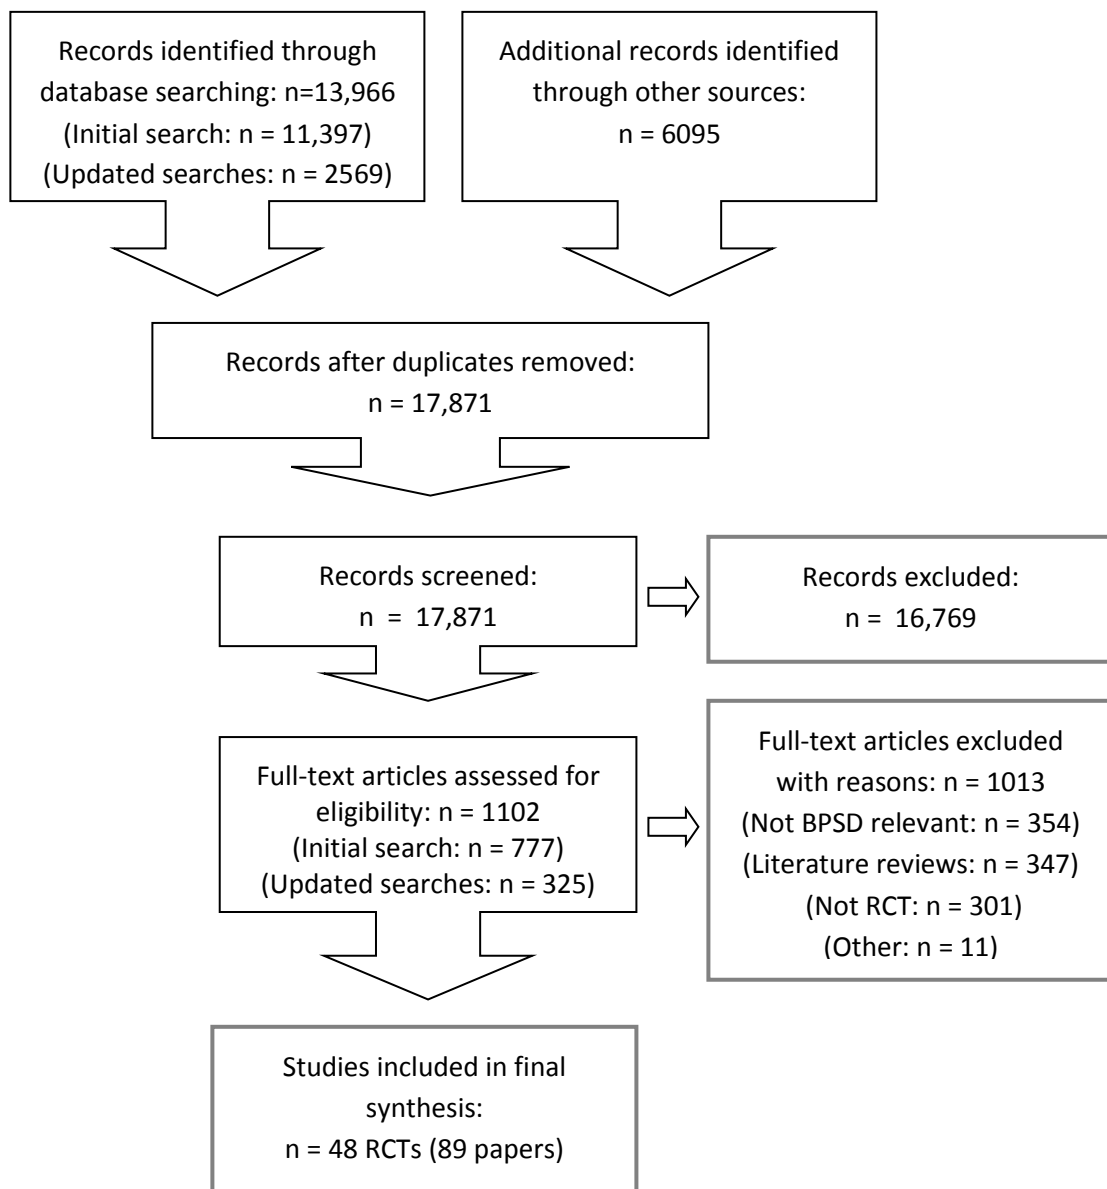 Records identified through
database searching: n=13,966
(Initial search: n = 11,397)
(Updated searches: n = 2569)
Additional records identified
through other sources:
n = 6095
Records after duplicates removed:
n = 17,871
Records screened:
n = 17,871
Records excluded:
n = 16,769
Full-text articles assessed for
eligibility: n = 1102
(Initial search: n = 777)
(Updated searches: n = 325)
Full-text articles excluded
with reasons: n = 1013
(Not BPSD relevant: n = 354)
(Literature reviews: n = 347)
(Not RCT: n = 301)
(Other: n = 11)
Studies included in final
synthesis:
n = 48 RCTs (89 papers)